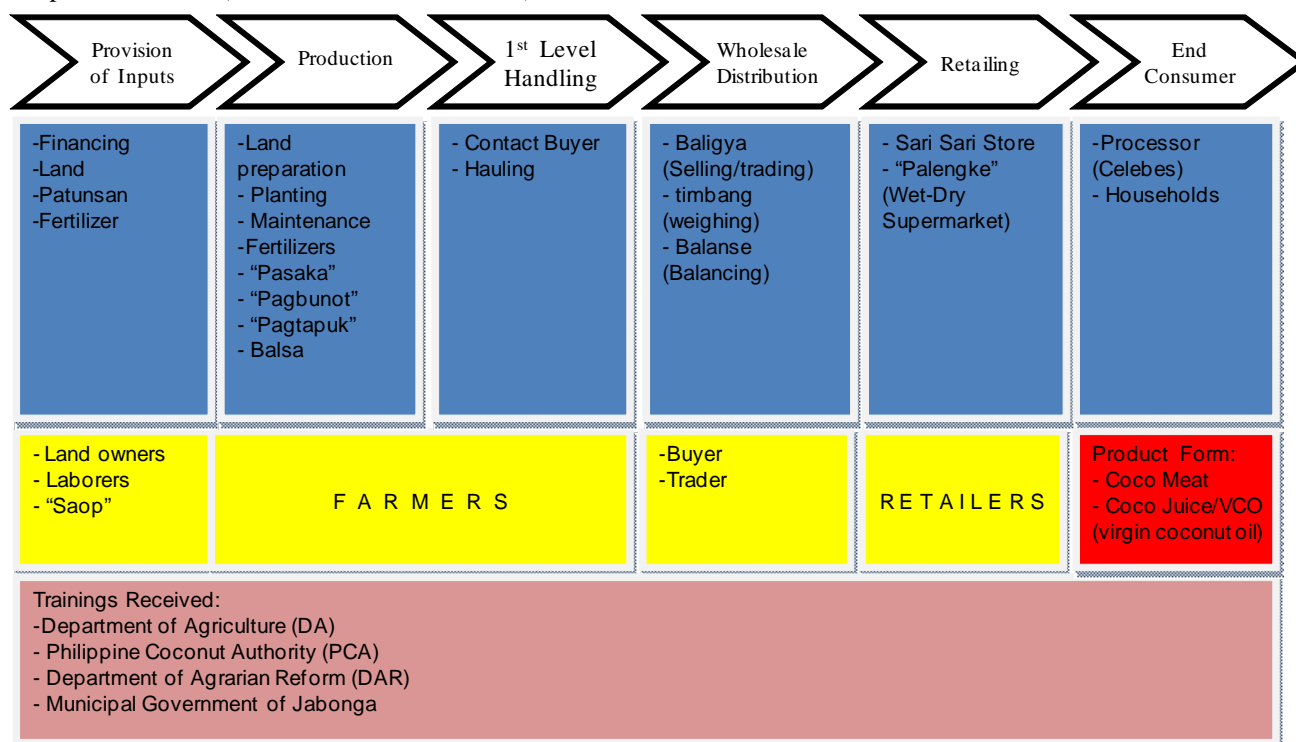 Provision
of Inputs
Production
1st Level
Handling
Wholesale
Distribution
Retailing
End
Consumer
-Financing
-Land
-Patunsan
-Fertilizer
-Land
preparation
- Planting
- Maintenance
-Fertilizers
- “Pasaka”
- “Pagbunot”
- “Pagtapuk”
- Balsa
- Contact Buyer
- Hauling
- Baligya
(Selling/trading)
- timbang
(weighing)
- Balanse
(Balancing)
- Sari Sari Store
- “Palengke”
(Wet-Dry
Supermarket)
-Processor
(Celebes)
- Households
- Land owners
- Laborers
- “Saop”
F A R M E R S
-Buyer
-Trader
R E T A I L E R S
Product Form:
- Coco Meat
- Coco Juice/VCO
(virgin coconut oil)
Trainings Received:
-Department of Agriculture (DA)
- Philippine Coconut Authority (PCA)
- Department of Agrarian Reform (DAR)
- Municipal Government of Jabonga